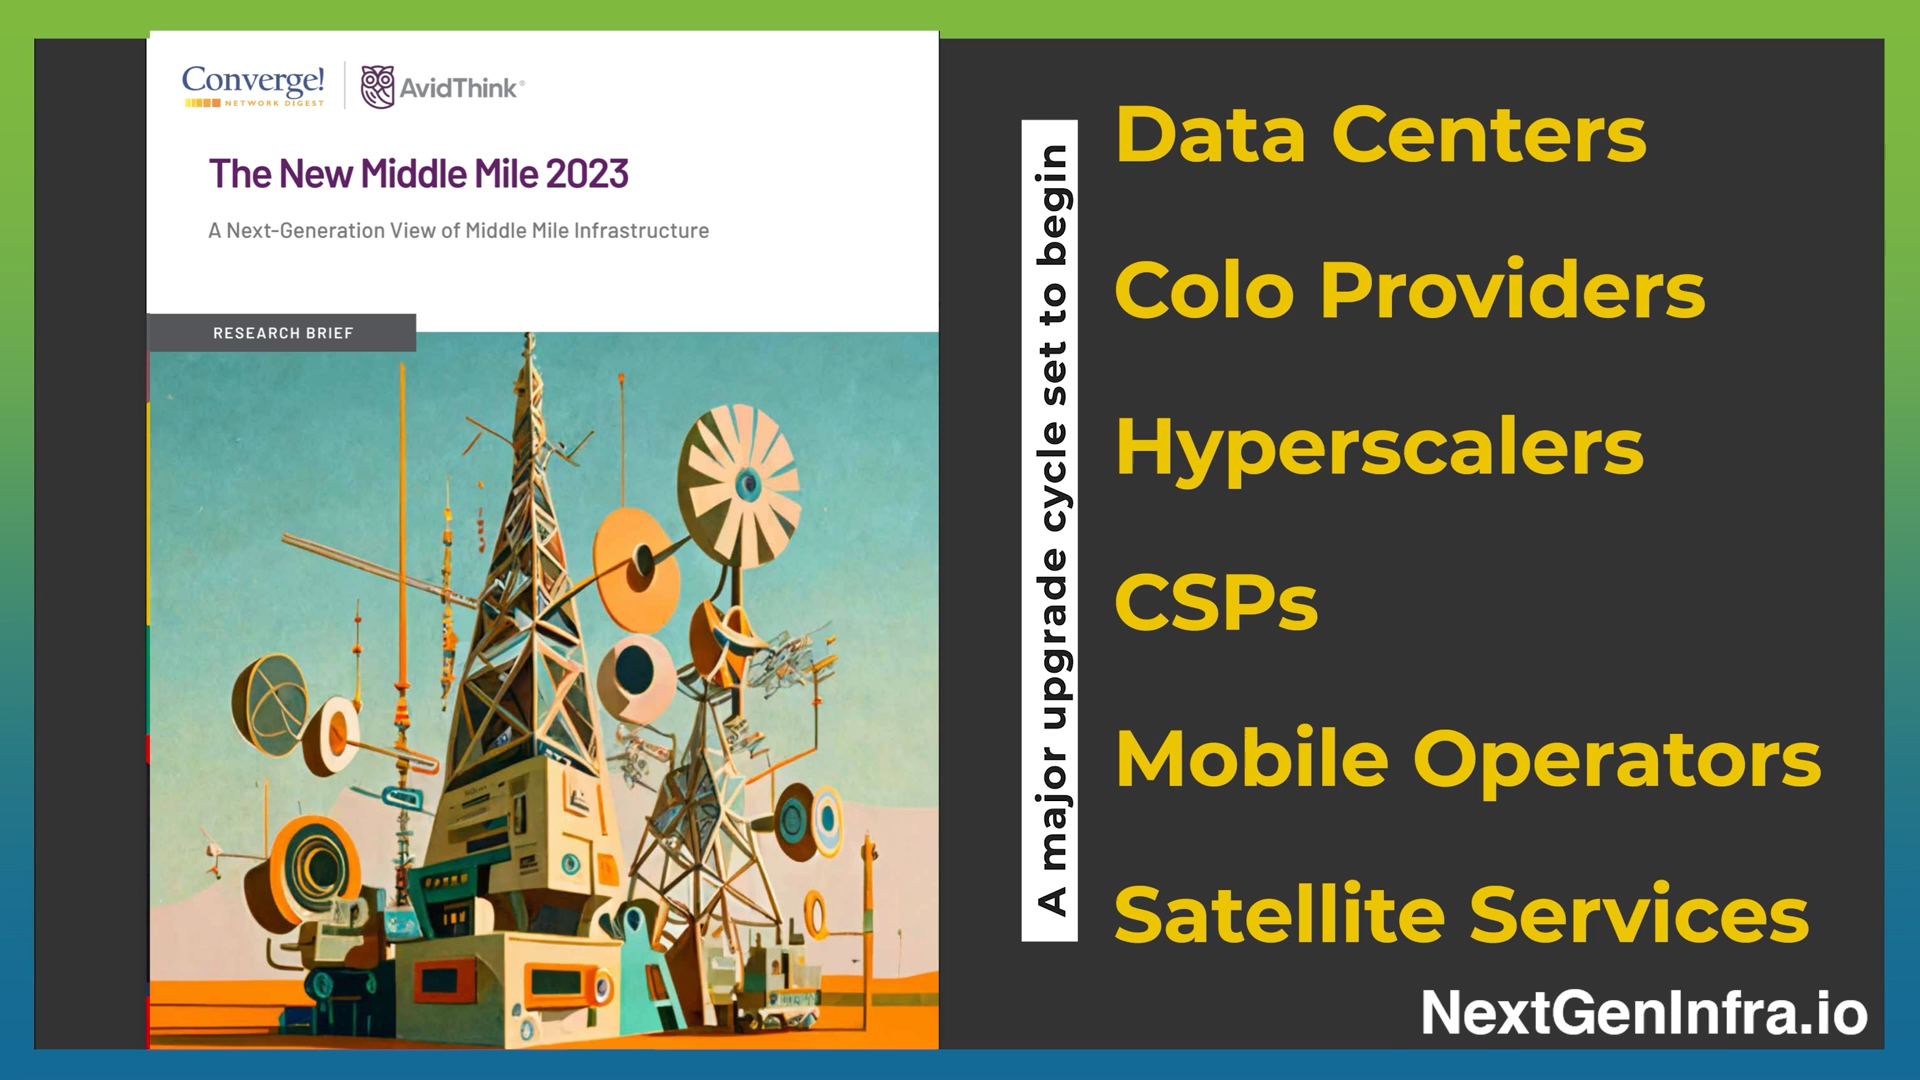 Converge!
NETWORK DIGEST
AvidThink®
The New Middle Mile 2023
A Next-Generation View of Middle Mile Infrastructure
RESEARCH BRIEF
A major upgrade cycle set to begin
Data Centers
Colo Providers
Hyperscalers
CSPs
Mobile Operators
Satellite Services
NextGenInfra.io